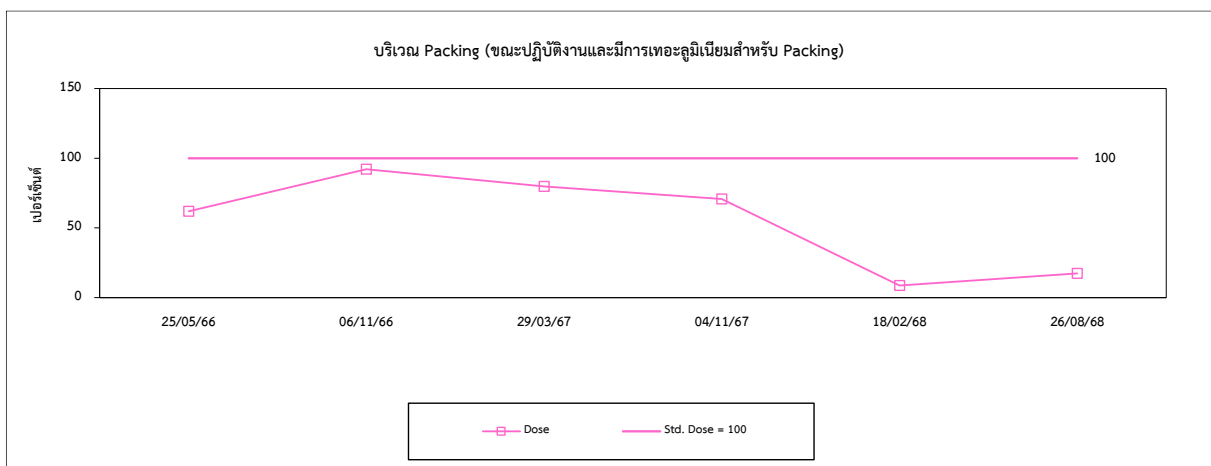 บริเวณ Packing (ขณะปฏิบัติงานและมีการเทอะลูมิเนียมสำหรับ Packing)
150
100
50
0
เปอร์เซ็นต์
100
25/05/66 06/11/66 29/03/67 04/11/67 18/02/68 26/08/68
Dose Std. Dose = 100